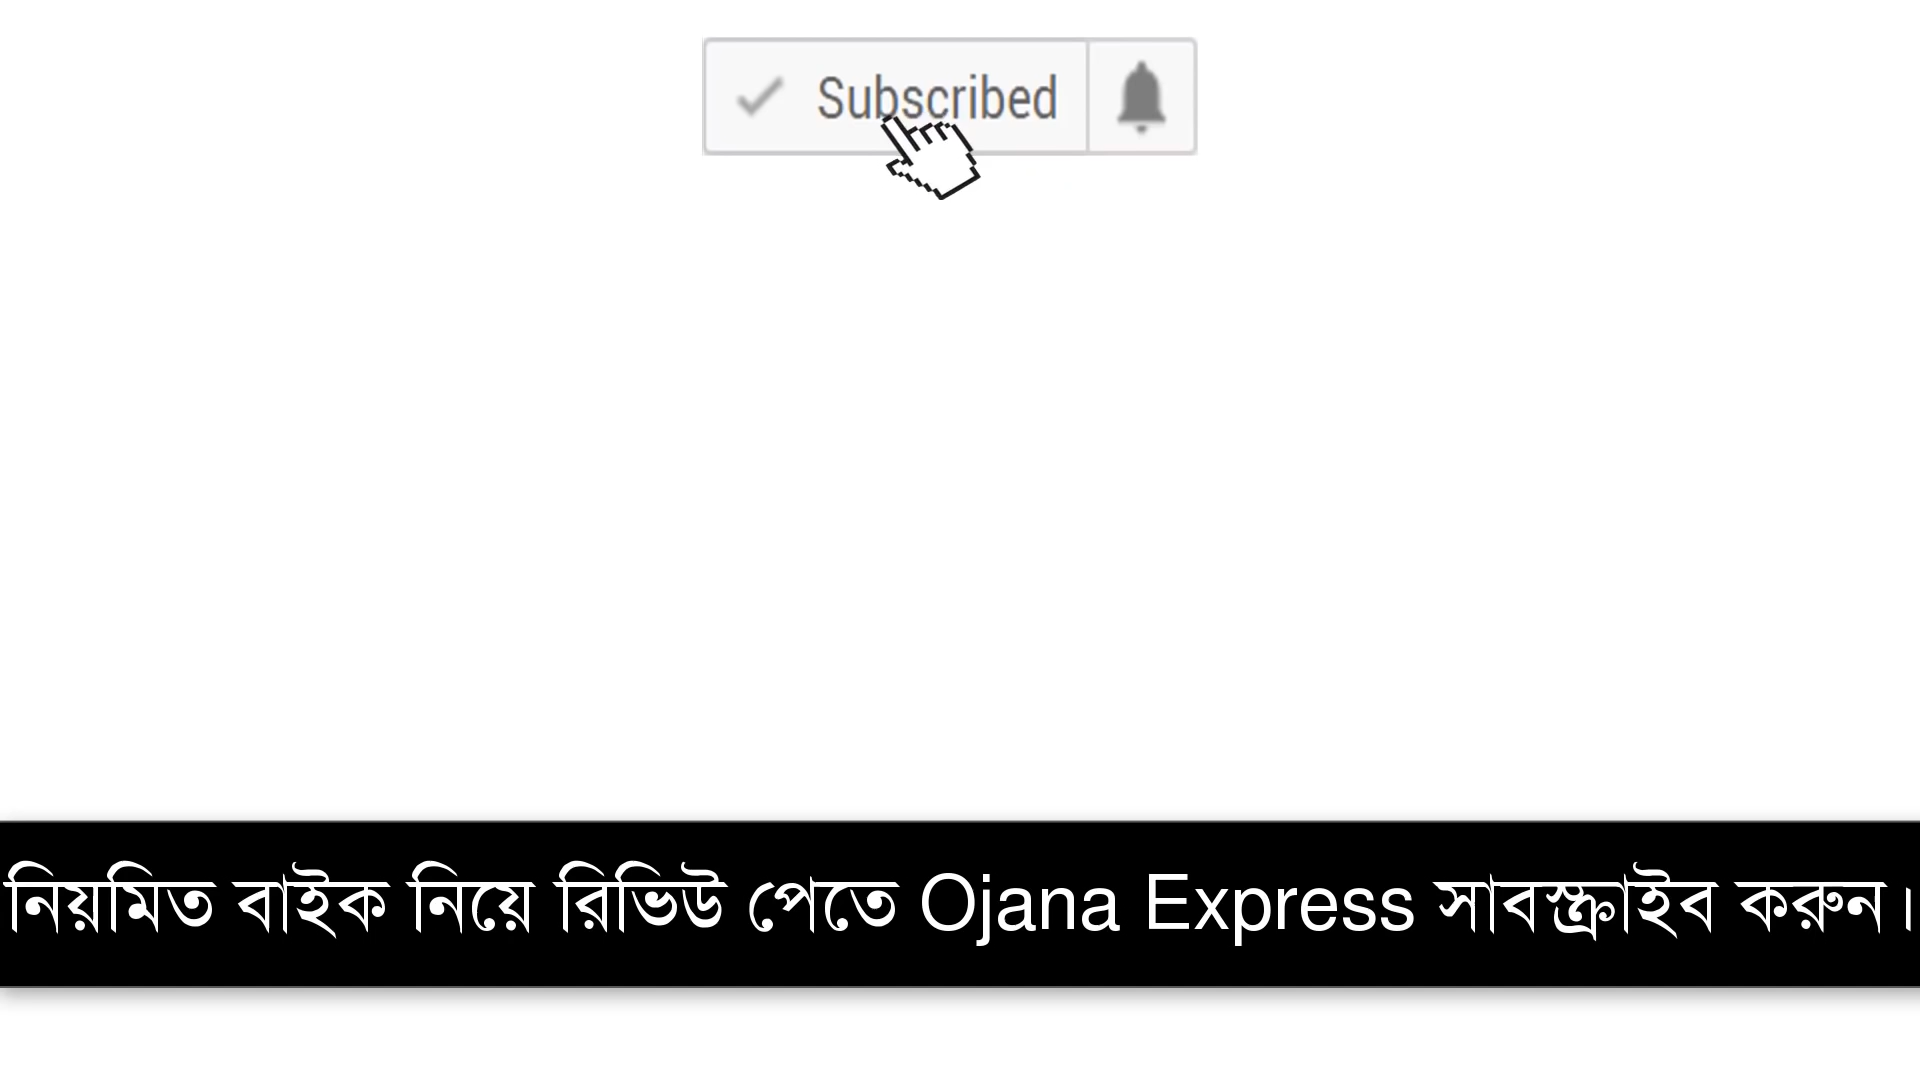 Subscribed
নিয়মিত বাইক নিয়ে রিভিউ পেতে Ojana Express সাবস্ক্রাইব করুন।